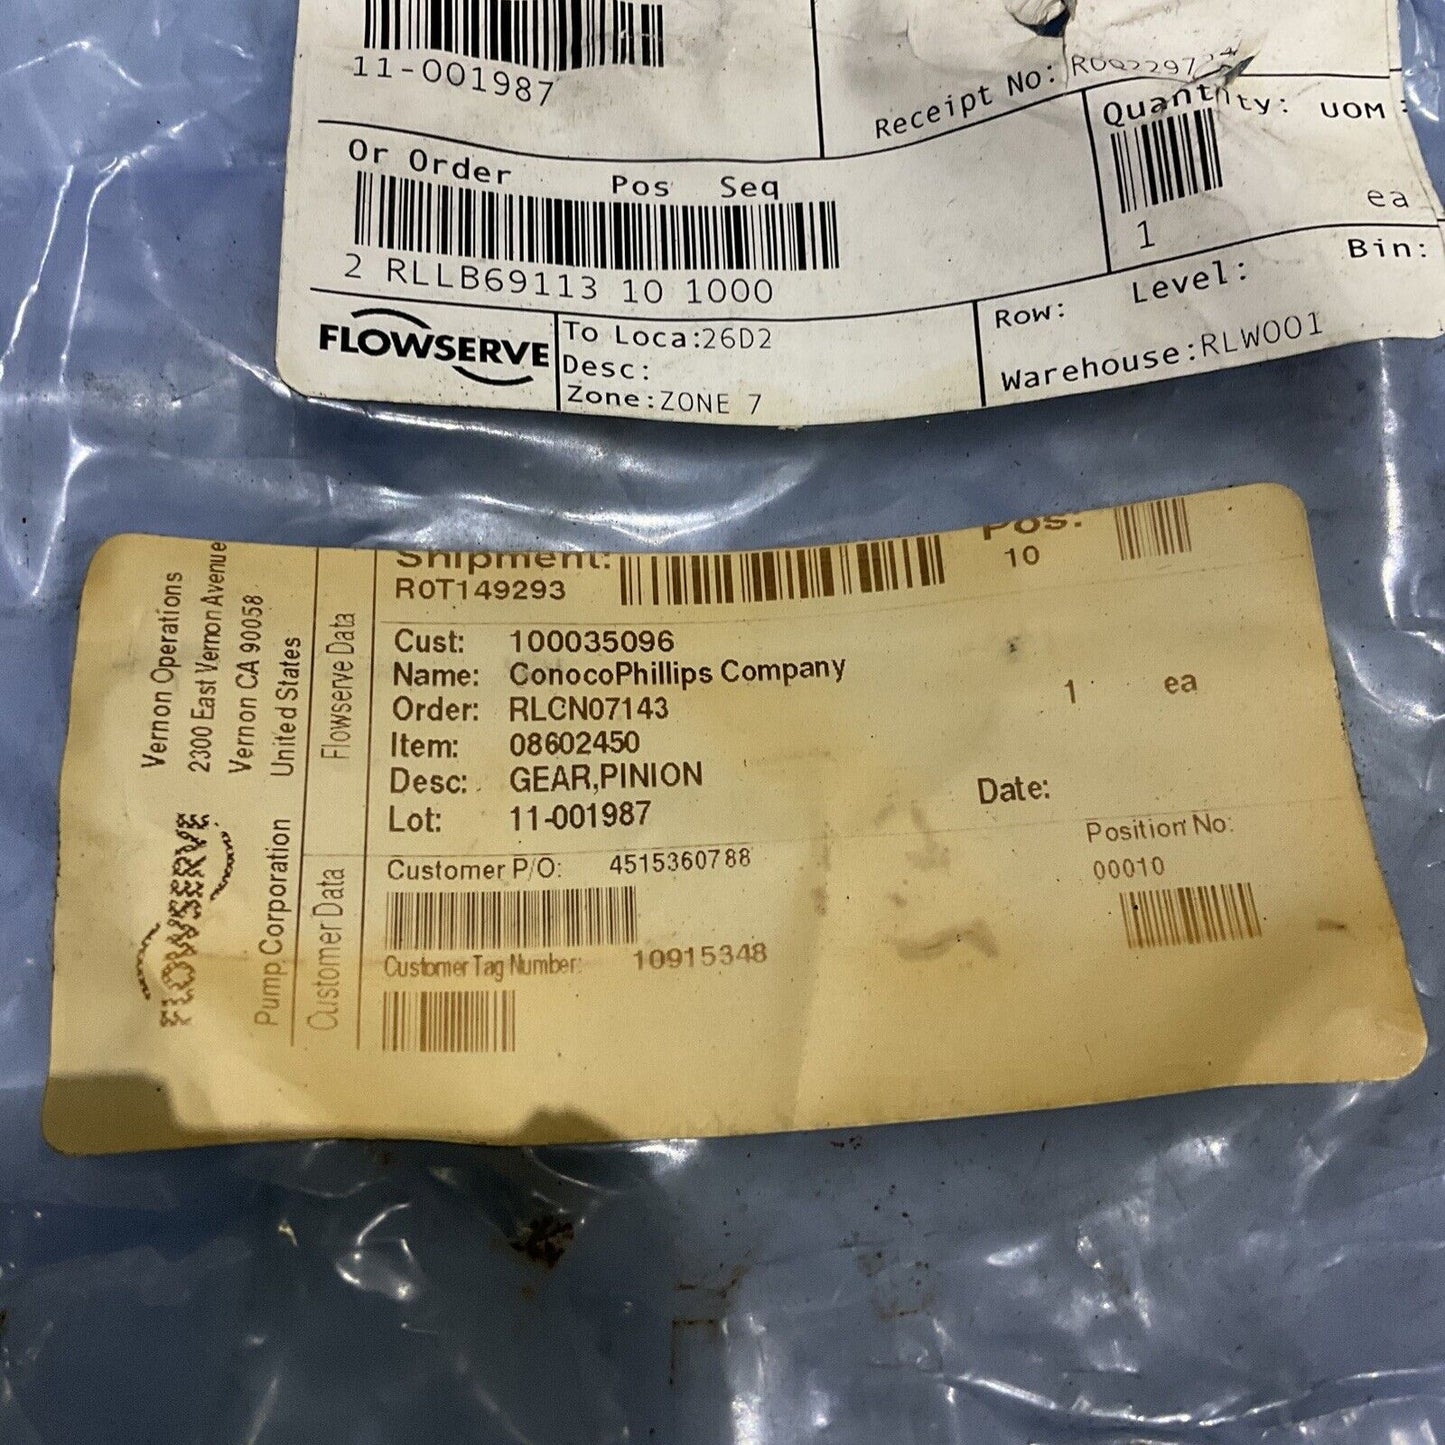 11-001987
Receipt No:
Quantity: UOM:
1 ea
Or Order Pos Seq
2 RLLB69113 10 1000
FLOWSERVE
To Loca:26D2
Desc:
Zone:ZONE 7
Row: Level: Bin:
Warehouse:RLW001
FLOWSERVE
Pump Corporation
Vernon Operations
2300 East Vernon Avenue
Vernon CA 90058
United States
Flowserve Data
Shipment:
R0T149293
Pos:
10
Cust: 100035096
Name: ConocoPhillips Company
Order: RLCN07143
1 ea
Item: 08602450
Desc: GEAR,PINION
Lot: 11-001987
Date:
Customer Data
Customer P/O: 4515360788
Position No:
00010
Customer Tag Number: 10915348